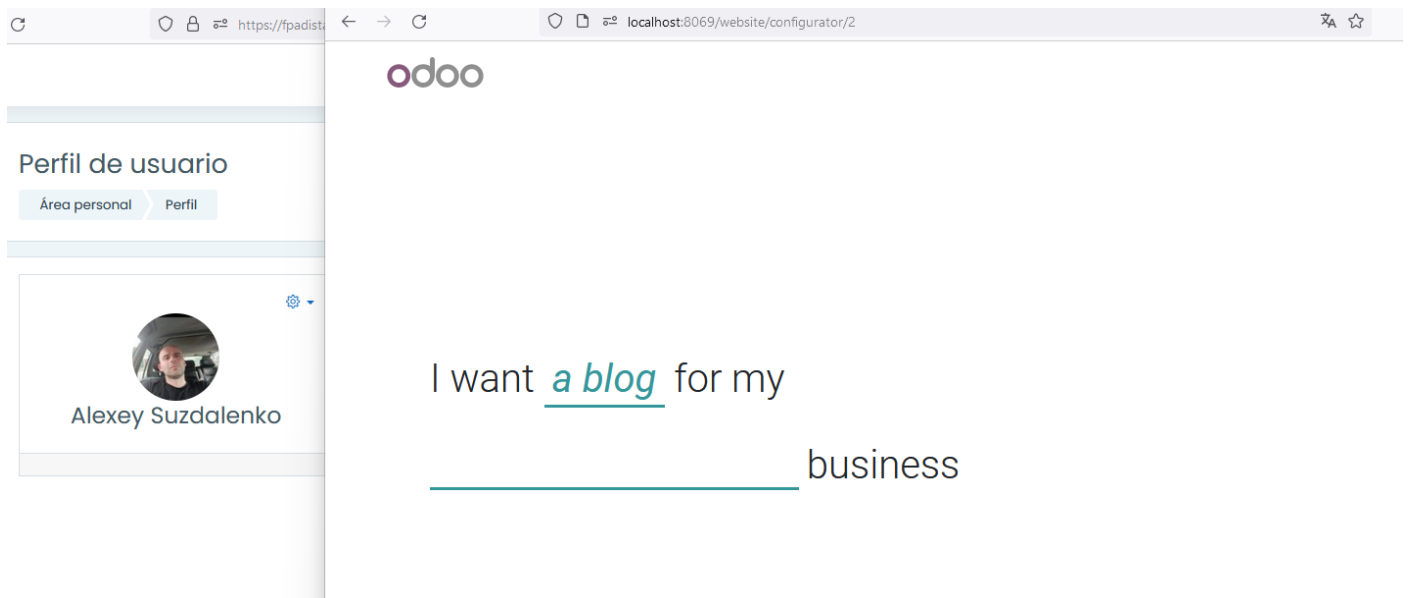 https://fpadista
localhost:8069/website/configurator/2
odoo
Perfil de usuario
Área personal
Perfil
Alexey Suzdalenko
I want a blog for my
business